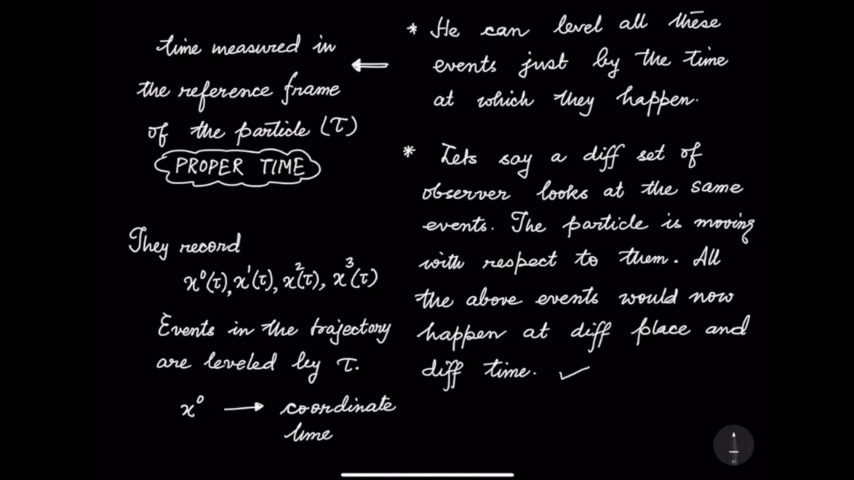 * He can level all these
events just by the time
at which they happen.
time measured in
the reference frame
of the particle (τ)
PROPER TIME
* Lets say a diff set of
observer looks at the same
events. The particle is moving
with respect to them. All
the above events would now
happen at diff place and
diff time. ✓
They record
x⁰(τ), x¹(τ), x²(τ), x³(τ)
Events in the trajectory
are leveled by τ.
x⁰ → coordinate
time